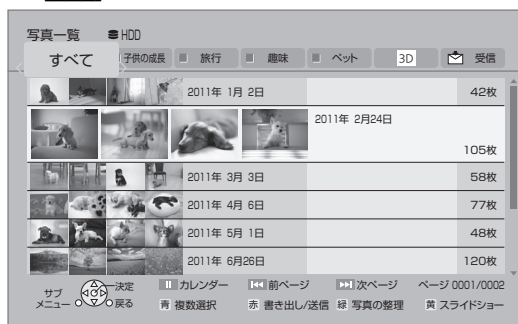 写真一覧 HDD
すべて 子供の成長 旅行 趣味 ペット 3D 受信
2011年 1月 2日 42枚
2011年 2月24日
105枚
2011年 3月 3日 58枚
2011年 4月 6日 77枚
2011年 5月 1日 48枚
2011年 6月26日 120枚
サブメニュー 決定 戻る
カレンダー 前ページ 次ページ ページ 0001/0002
青 複数選択 赤 書き出し/送信 緑 写真の整理 黄 スライドショー